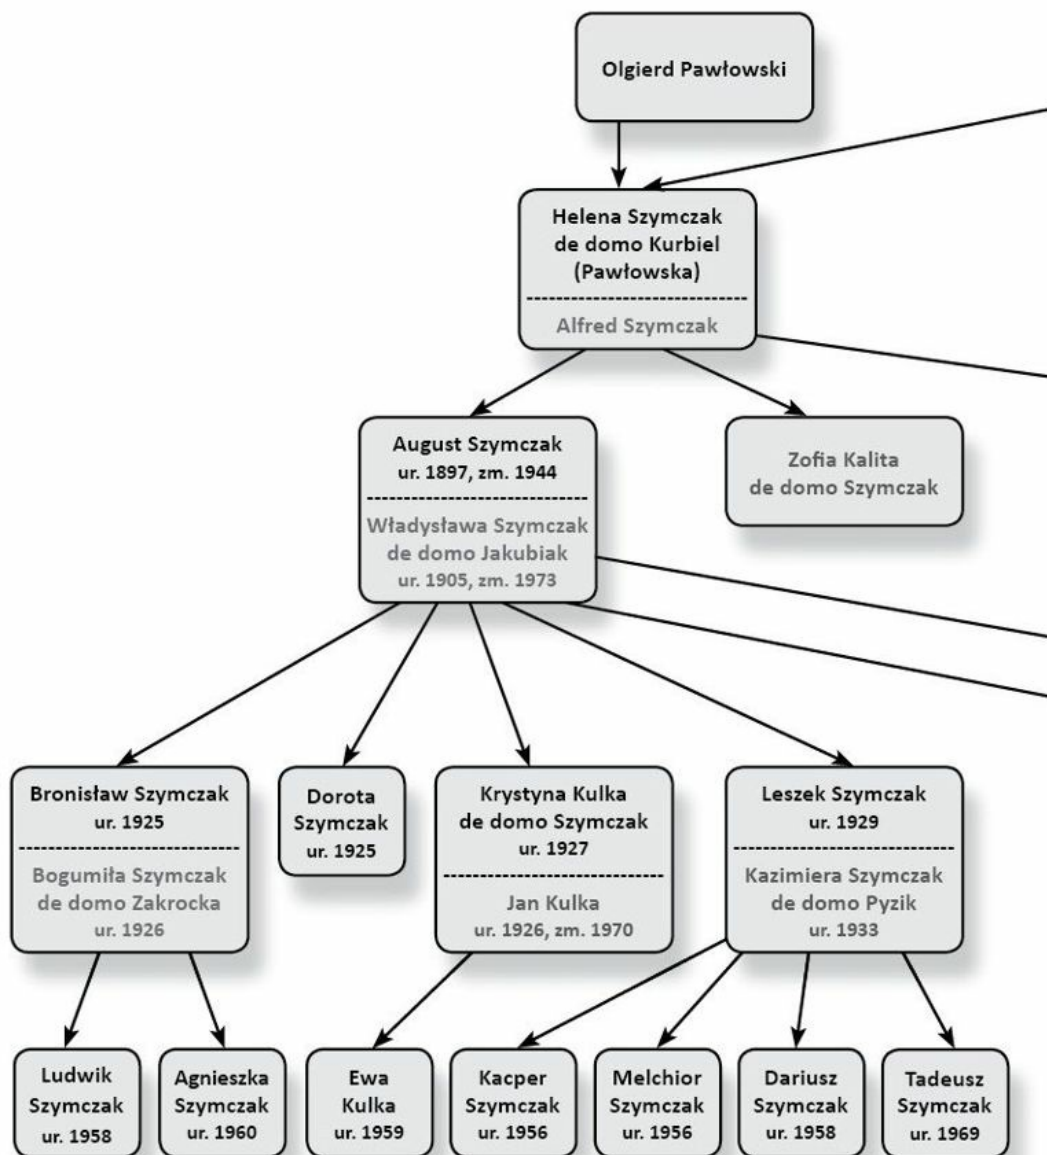 Olgierd Pawłowski
Helena Szymczak
de domo Kurbiel
(Pawłowska)
Alfred Szymczak
August Szymczak
ur. 1897, zm. 1944
Władysława Szymczak
de domo Jakubiak
ur. 1905, zm. 1973
Zofia Kalita
de domo Szymczak
Bronisław Szymczak
ur. 1925
Bogumiła Szymczak
de domo Zakrocka
ur. 1926
Dorota
Szymczak
ur. 1925
Krystyna Kulka
de domo Szymczak
ur. 1927
Jan Kulka
ur. 1926, zm. 1970
Leszek Szymczak
ur. 1929
Kazimiera Szymczak
de domo Pyzik
ur. 1933
Ludwik
Szymczak
ur. 1958
Agnieszka
Szymczak
ur. 1960
Ewa
Kulka
ur. 1959
Kacper
Szymczak
ur. 1956
Melchior
Szymczak
ur. 1956
Dariusz
Szymczak
ur. 1958
Tadeusz
Szymczak
ur. 1969